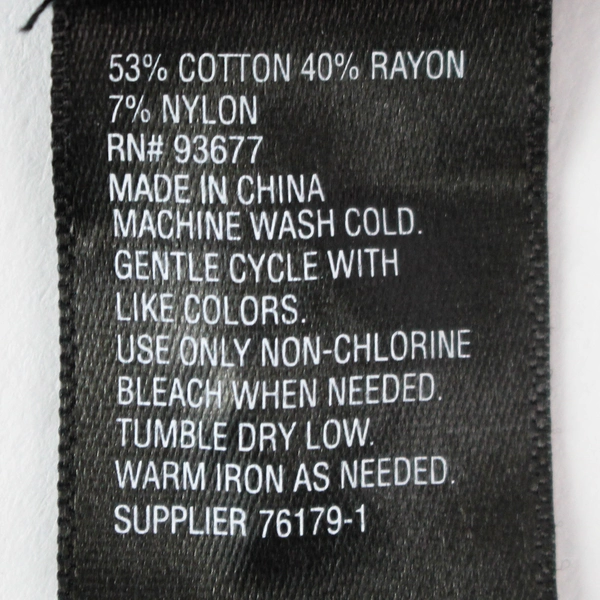 53% COTTON 40% RAYON
7% NYLON
RN# 93677
MADE IN CHINA
MACHINE WASH COLD.
GENTLE CYCLE WITH
LIKE COLORS.
USE ONLY NON-CHLORINE
BLEACH WHEN NEEDED.
TUMBLE DRY LOW.
WARM IRON AS NEEDED.
SUPPLIER 76179-1